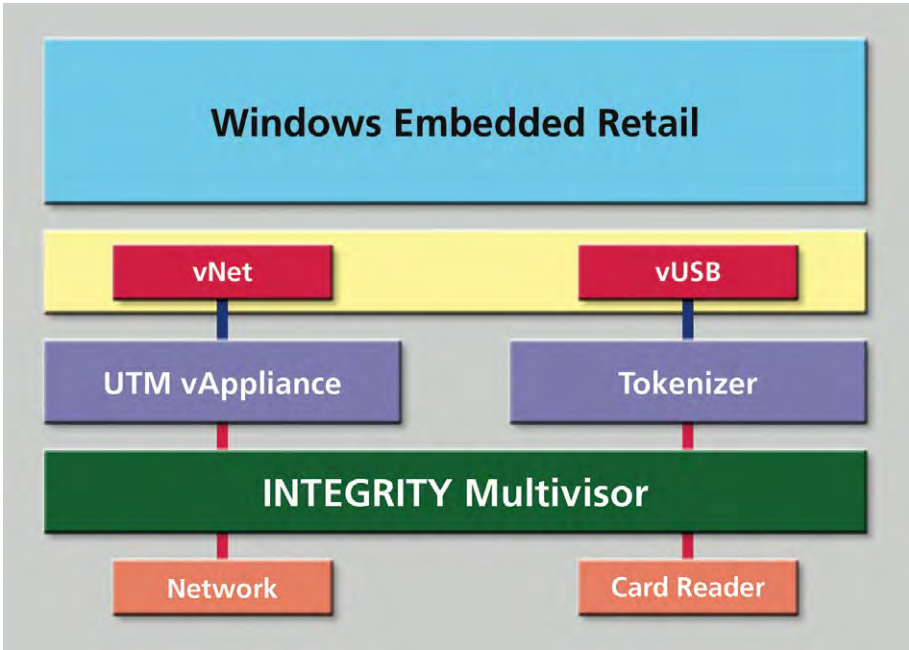 Windows Embedded Retail
vNet
vUSB
UTM vAppliance
Tokenizer
INTEGRITY Multivisor
Network
Card Reader